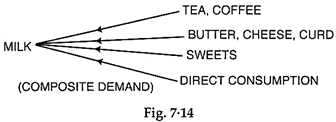 TEA, COFFEE
BUTTER, CHEESE, CURD
MILK
SWEETS
DIRECT CONSUMPTION
(COMPOSITE DEMAND)
Fig. 7·14